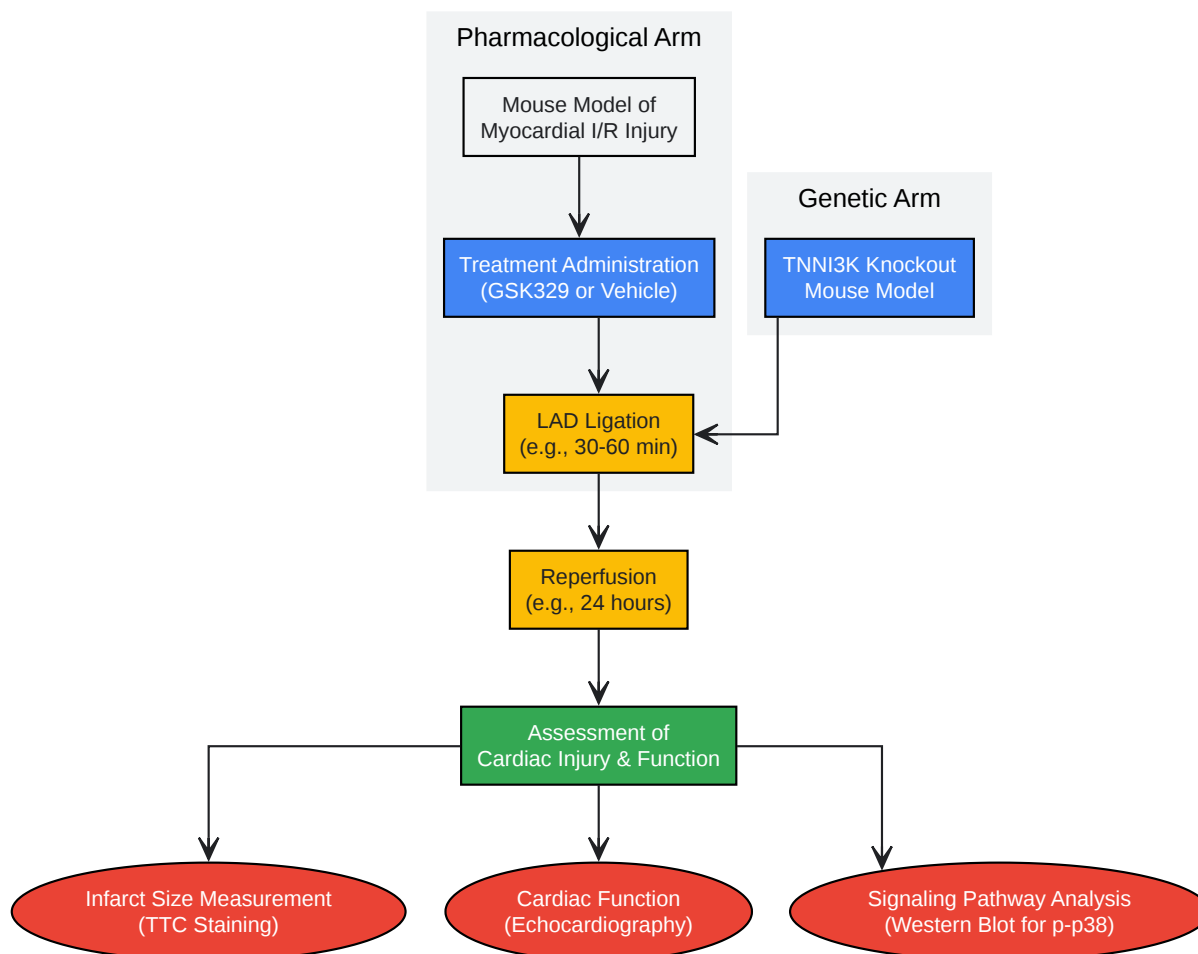 Pharmacological Arm
Mouse Model of
Myocardial I/R Injury
Genetic Arm
Treatment Administration
(GSK329 or Vehicle)
TNNI3K Knockout
Mouse Model
LAD Ligation
(e.g., 30-60 min)
Reperfusion
(e.g., 24 hours)
Assessment of
Cardiac Injury & Function
Infarct Size Measurement
(TTC Staining)
Cardiac Function
(Echocardiography)
Signaling Pathway Analysis
(Western Blot for p-p38)